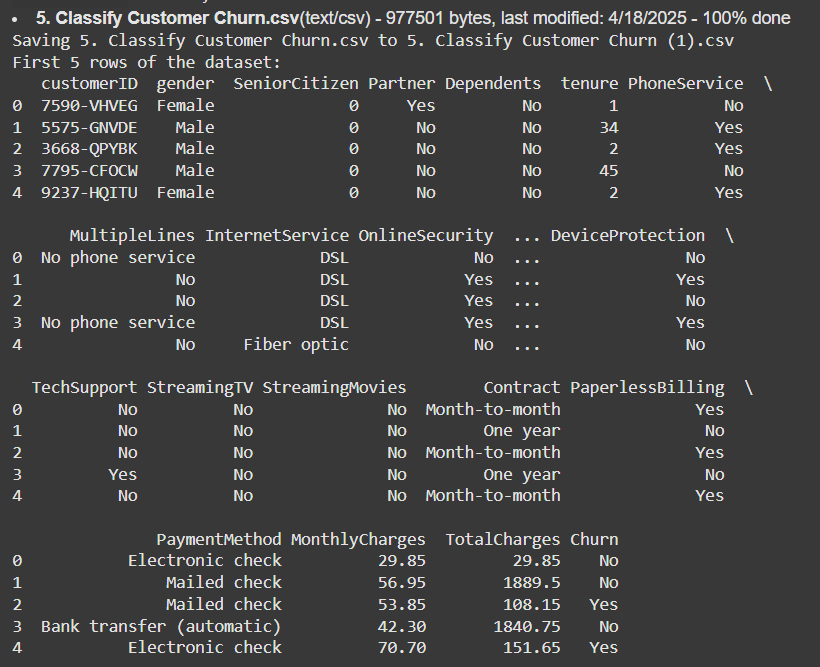 • 5. Classify Customer Churn.csv(text/csv) - 977501 bytes, last modified: 4/18/2025 - 100% done
Saving 5. Classify Customer Churn.csv to 5. Classify Customer Churn (1).csv
First 5 rows of the dataset:
   customerID  gender  SeniorCitizen Partner Dependents  tenure PhoneService  \
0  7590-VHVEG  Female              0     Yes         No       1           No
1  5575-GNVDE    Male              0      No         No      34          Yes
2  3668-QPYBK    Male              0      No         No       2          Yes
3  7795-CFOCW    Male              0      No         No      45           No
4  9237-HQITU  Female              0      No         No       2          Yes
      MultipleLines InternetService OnlineSecurity  ... DeviceProtection  \
0  No phone service             DSL             No  ...               No
1                No             DSL            Yes  ...              Yes
2                No             DSL            Yes  ...               No
3  No phone service             DSL            Yes  ...              Yes
4                No     Fiber optic             No  ...               No
  TechSupport StreamingTV StreamingMovies        Contract PaperlessBilling  \
0          No          No              No  Month-to-month              Yes
1          No          No              No        One year               No
2          No          No              No  Month-to-month              Yes
3         Yes          No              No        One year               No
4          No          No              No  Month-to-month              Yes
               PaymentMethod MonthlyCharges  TotalCharges Churn
0           Electronic check          29.85         29.85    No
1               Mailed check          56.95        1889.5    No
2               Mailed check          53.85        108.15   Yes
3  Bank transfer (automatic)          42.30       1840.75    No
4           Electronic check          70.70        151.65   Yes